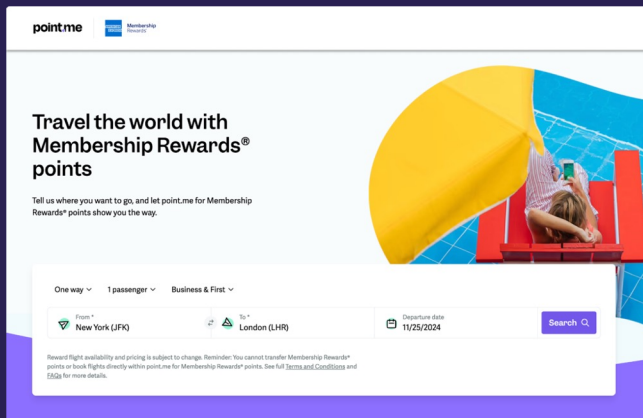 point.me
AMERICAN EXPRESS
Membership Rewards
Travel the world with
Membership Rewards®
points
Tell us where you want to go, and let point.me for Membership
Rewards® points show you the way.
One way 1 passenger Business & First
From * To * Departure date
New York (JFK) London (LHR) 11/25/2024 Search
Reward flight availability and pricing is subject to change. Reminder: You cannot transfer Membership Rewards®
points or book flights directly within point.me for Membership Rewards® points. See full Terms and Conditions and
FAQs for more details.